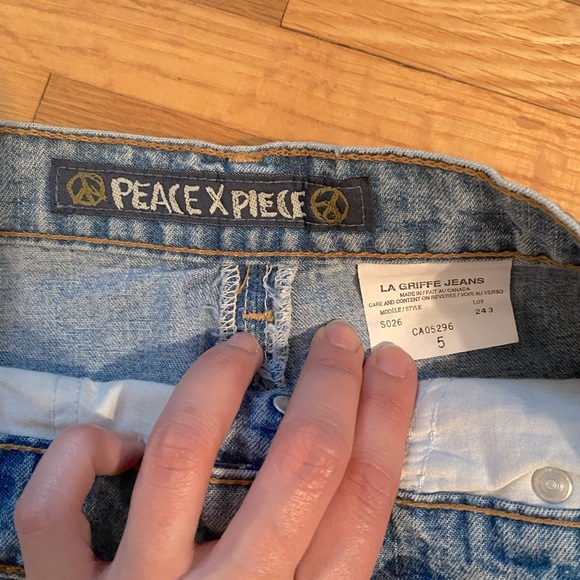 PEACE X PIECE
LA GRIFFE JEANS
MADE IN / FAIT AU CANADA
CARE AND CONTENT ON REVERSE / VOIR AU VERSO
MODÈLE / STYLE LOT
S026 243
CA05296
5